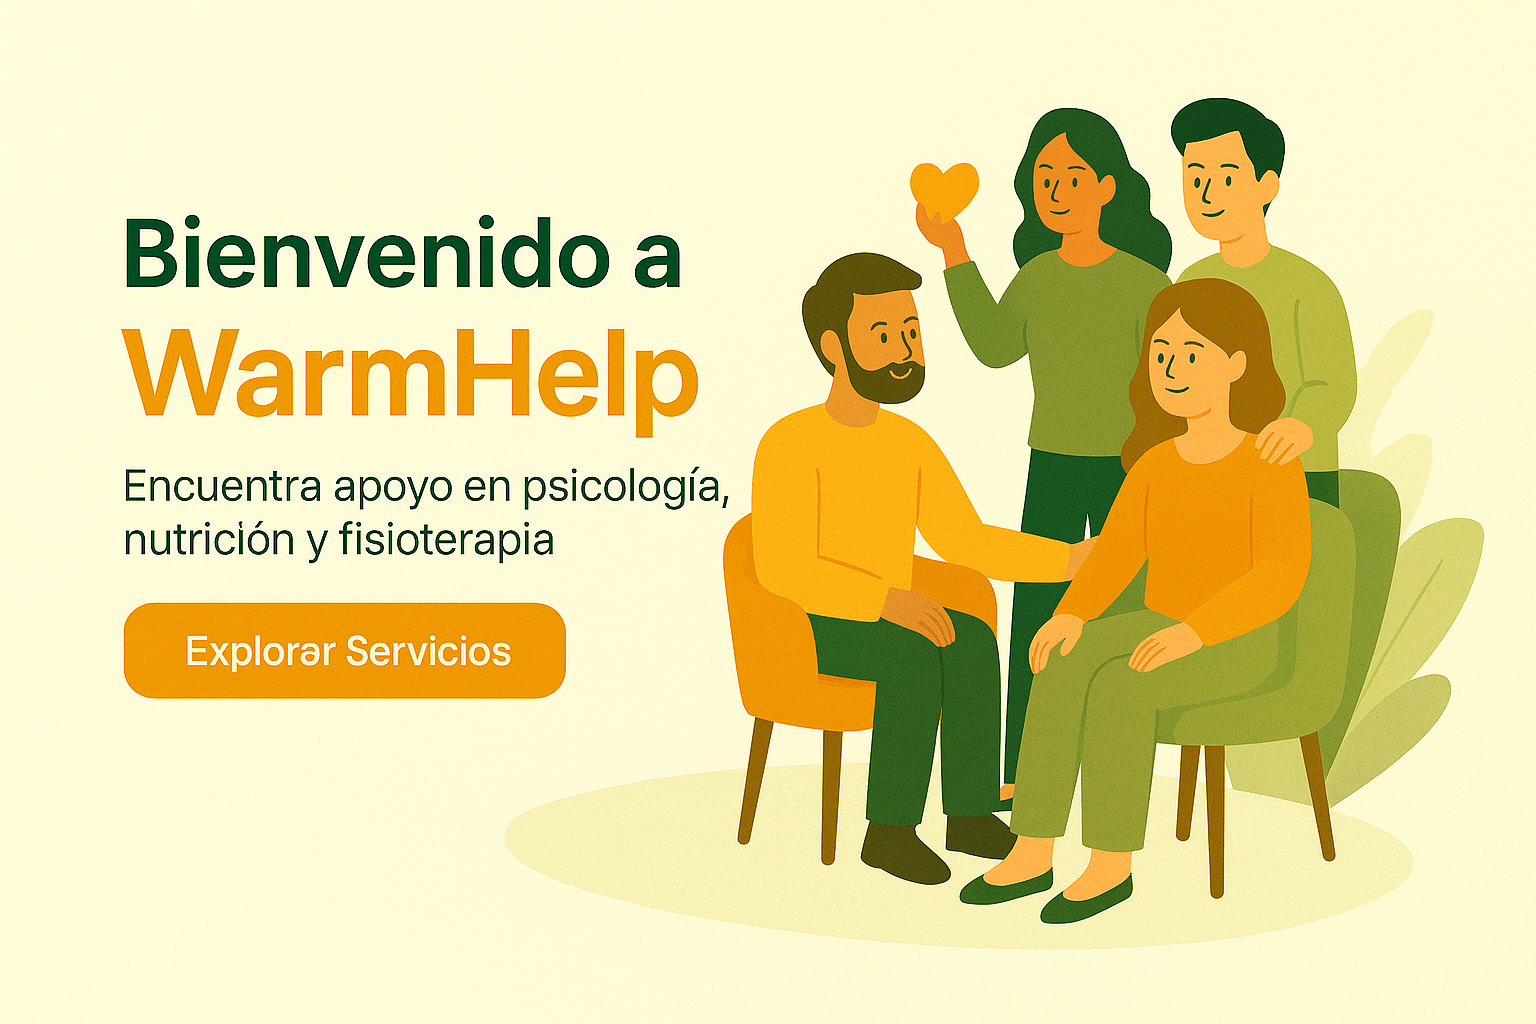 Bienvenido a
WarmHelp
Encuentra apoyo en psicología,
nutrición y fisioterapia
Explorar Servicios